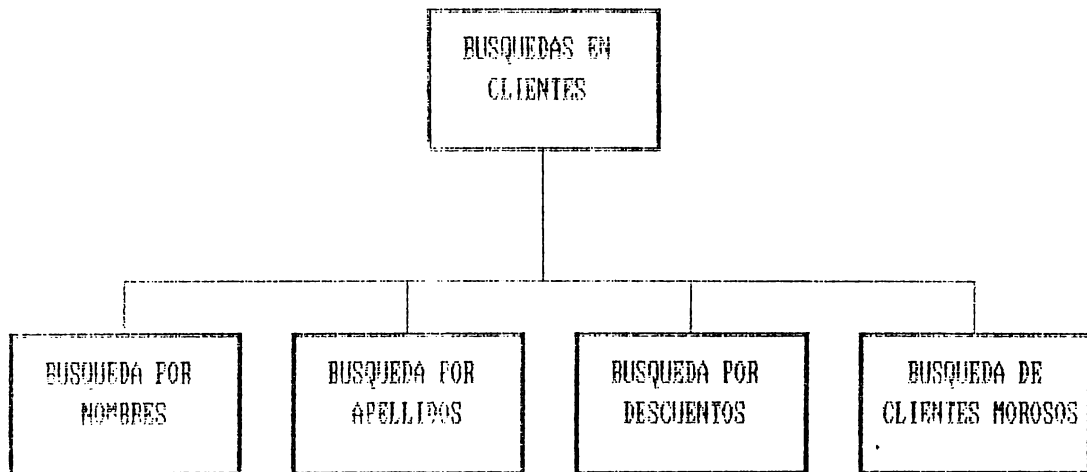 BUSQUEDAS EN
CLIENTES
BUSQUEDA POR
NOMBRES
BUSQUEDA POR
APELLIDOS
BUSQUEDA POR
DESCUENTOS
BUSQUEDA DE
CLIENTES MOROSOS